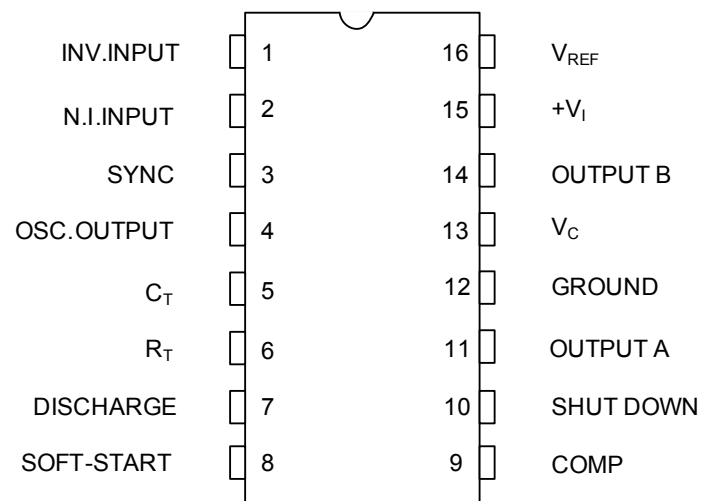 INV.INPUT 1 16 VREF
N.I.INPUT 2 15 +VI
SYNC 3 14 OUTPUT B
OSC.OUTPUT 4 13 VC
CT 5 12 GROUND
RT 6 11 OUTPUT A
DISCHARGE 7 10 SHUT DOWN
SOFT-START 8 9 COMP